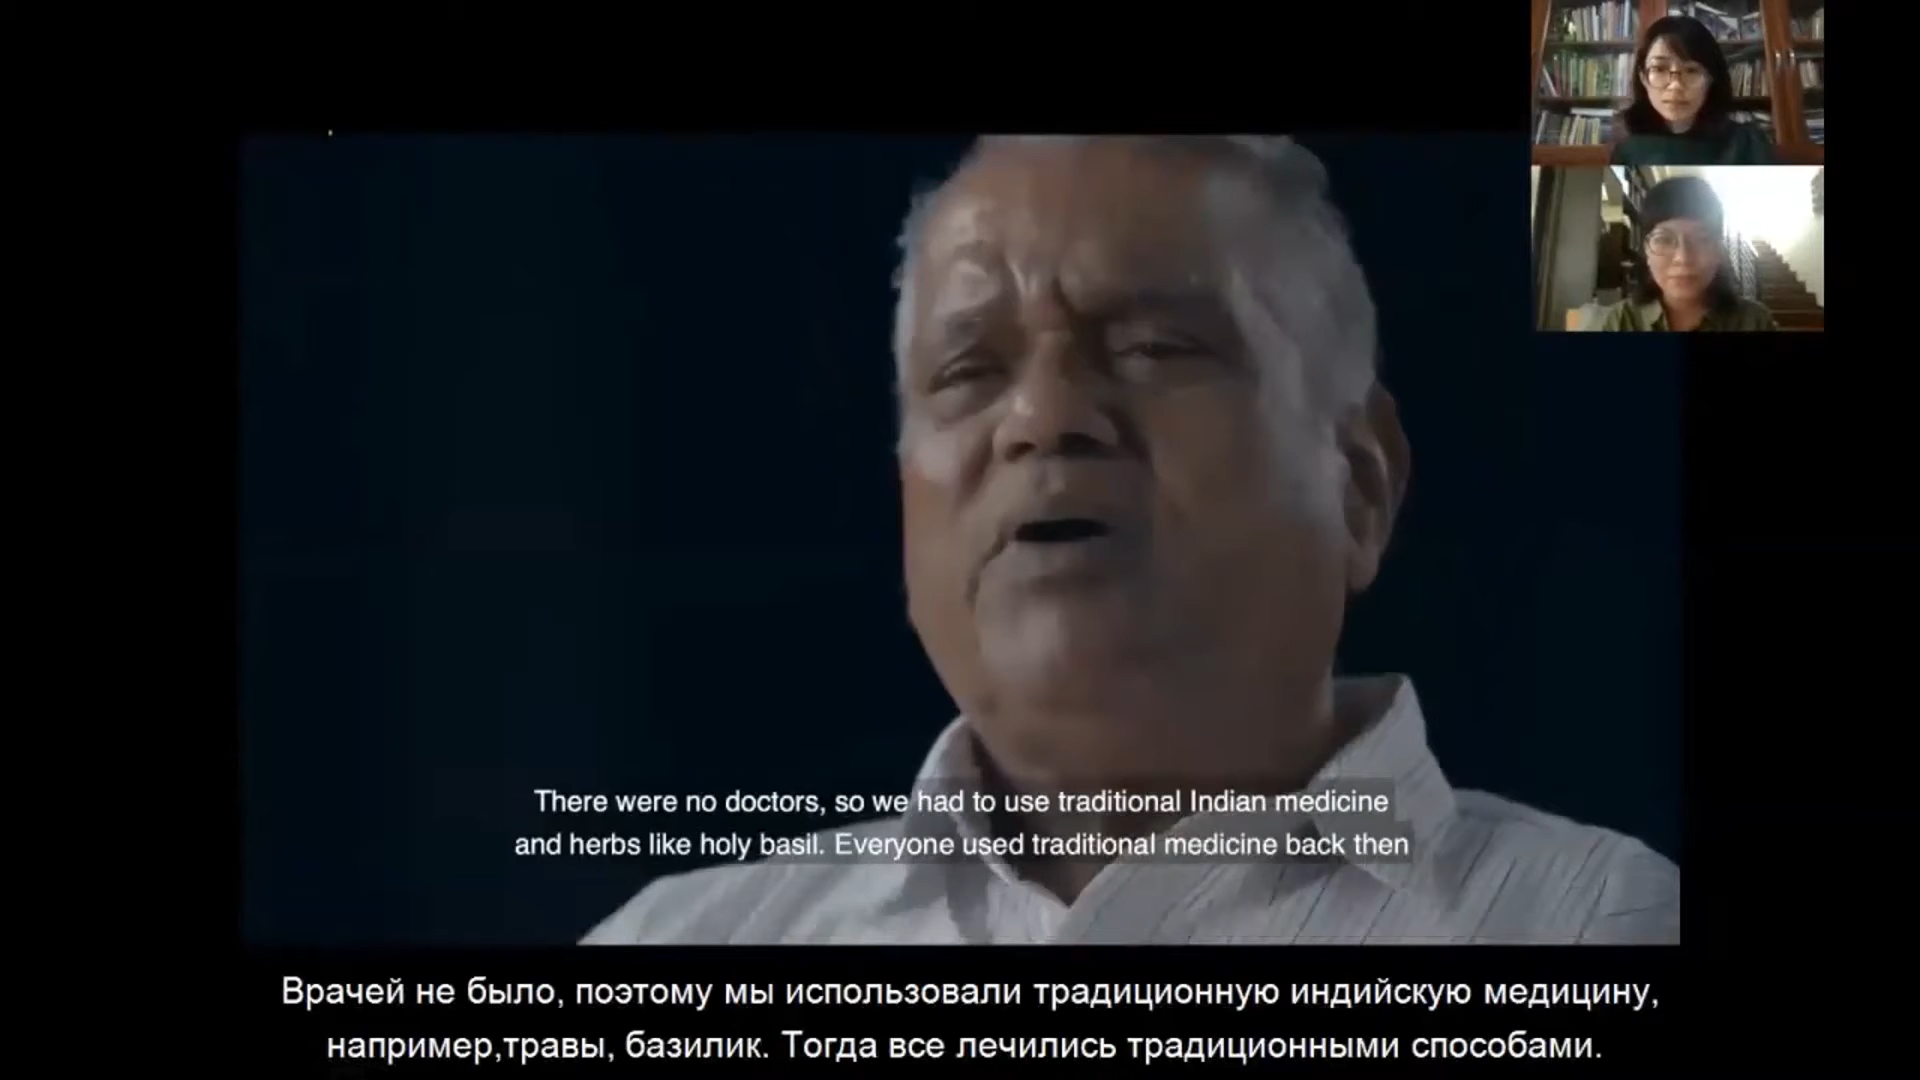 There were no doctors, so we had to use traditional Indian medicine
and herbs like holy basil. Everyone used traditional medicine back then
Врачей не было, поэтому мы использовали традиционную индийскую медицину,
например,травы, базилик. Тогда все лечились традиционными способами.